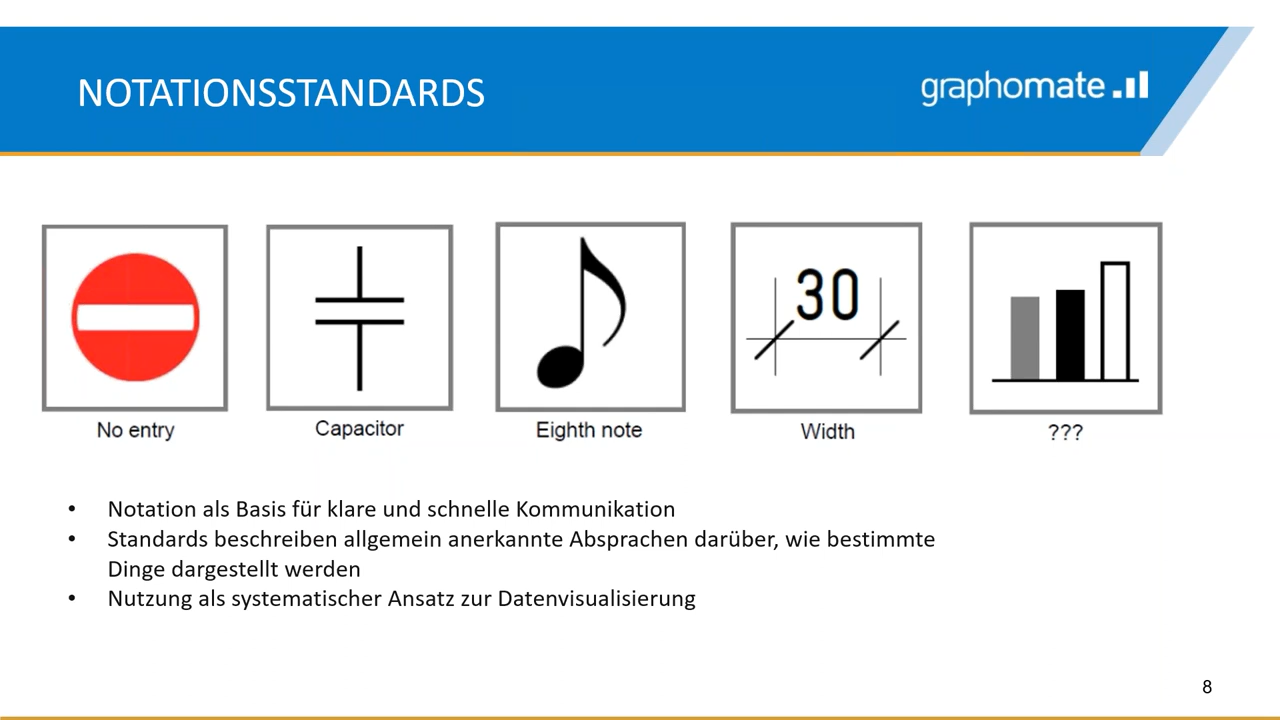 NOTATIONSSTANDARDS
graphomate
30
No entry
Capacitor
Eighth note
Width
???
• Notation als Basis für klare und schnelle Kommunikation
• Standards beschreiben allgemein anerkannte Absprachen darüber, wie bestimmte
Dinge dargestellt werden
• Nutzung als systematischer Ansatz zur Datenvisualisierung
8